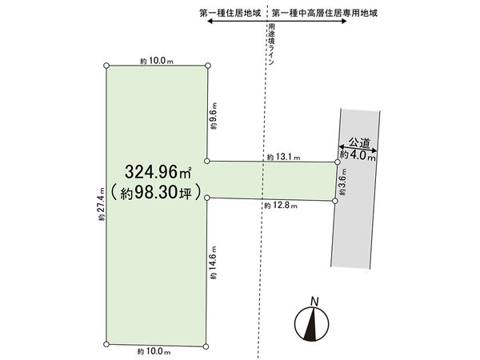 第一種住居地域
第一種中高層住居専用地域
用途境ライン
約10.0m
約9.6m
約13.1m
公道
約4.0m
約3.6m
324.96㎡
(約98.30坪)
約27.4m
約12.8m
約14.6m
約10.0m
N